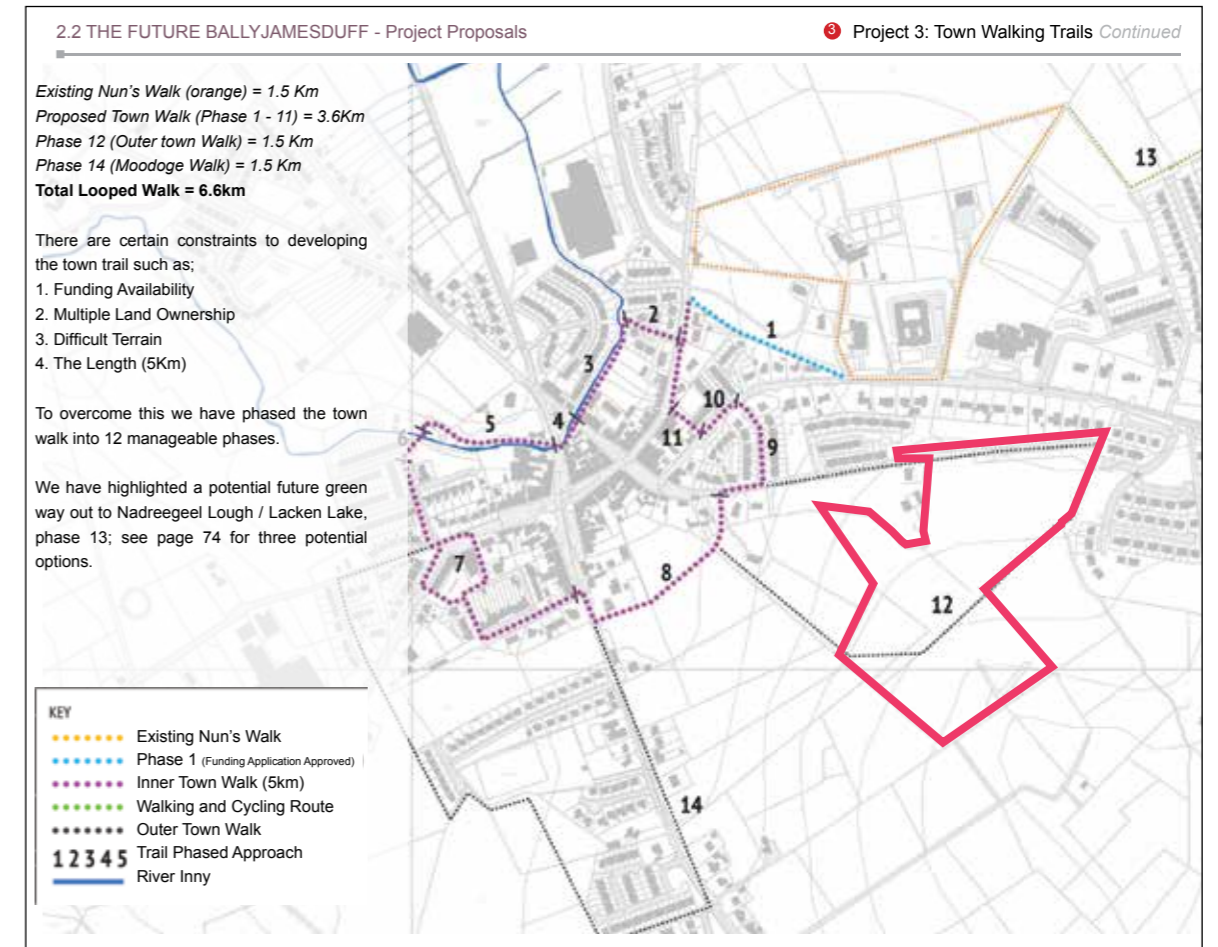 2.2 THE FUTURE BALLYJAMESDUFF - Project Proposals
3 Project 3: Town Walking Trails Continued
Existing Nun's Walk (orange) = 1.5 Km
Proposed Town Walk (Phase 1 - 11) = 3.6Km
Phase 12 (Outer town Walk) = 1.5 Km
Phase 14 (Moodoge Walk) = 1.5 Km
Total Looped Walk = 6.6km
There are certain constraints to developing
the town trail such as;
1. Funding Availability
2. Multiple Land Ownership
3. Difficult Terrain
4. The Length (5Km)
To overcome this we have phased the town
walk into 12 manageable phases.
We have highlighted a potential future green
way out to Nadreegeel Lough / Lacken Lake,
phase 13; see page 74 for three potential
options.
13
2
1
3
10
4
5
11
9
6
7
8
12
14
KEY
Existing Nun's Walk
Phase 1 (Funding Application Approved)
Inner Town Walk (5km)
Walking and Cycling Route
Outer Town Walk
1 2 3 4 5 Trail Phased Approach
River Inny